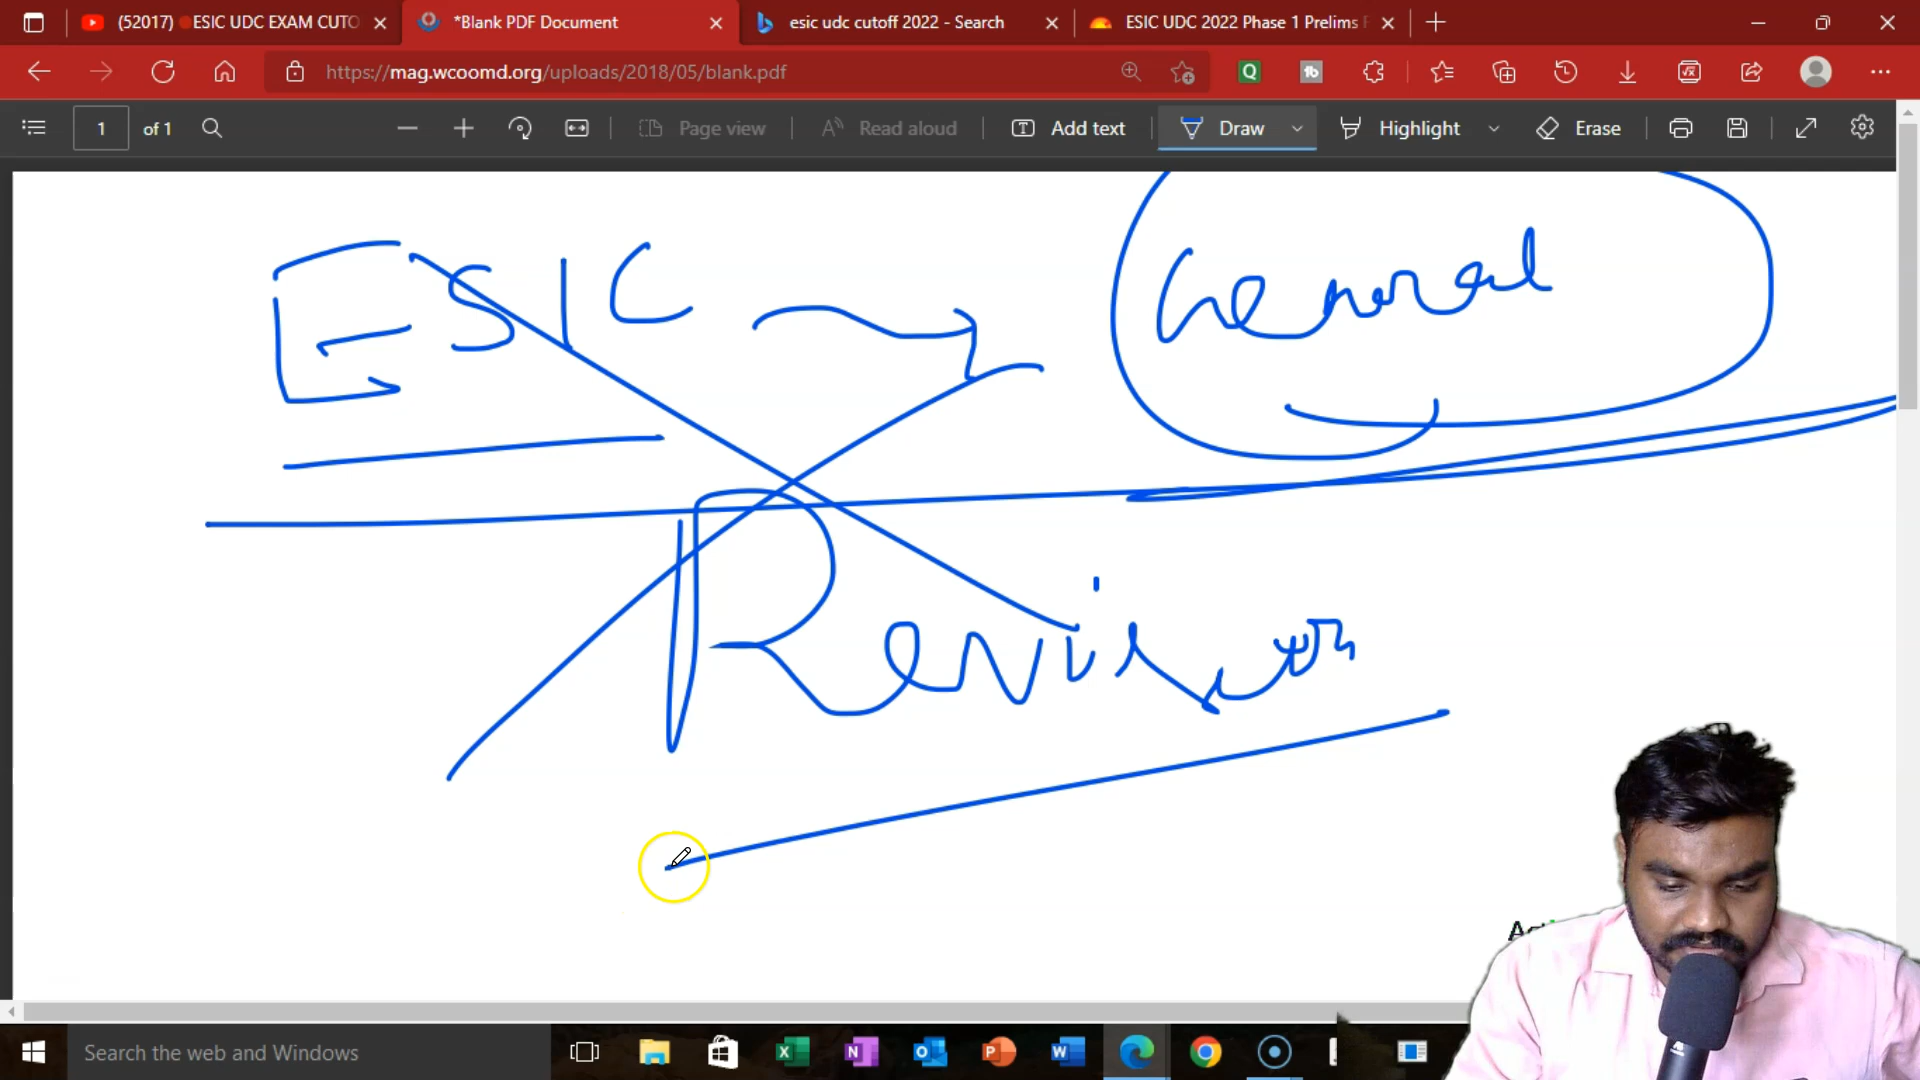 (52017) ESIC UDC EXAM CUTO
*Blank PDF Document
esic udc cutoff 2022 - Search
ESIC UDC 2022 Phase 1 Prelims
https://mag.wcoomd.org/uploads/2018/05/blank.pdf
1 of 1
Page view
Read aloud
Add text
Draw
Highlight
Erase
ESIC
General
Revision
Search the web and Windows